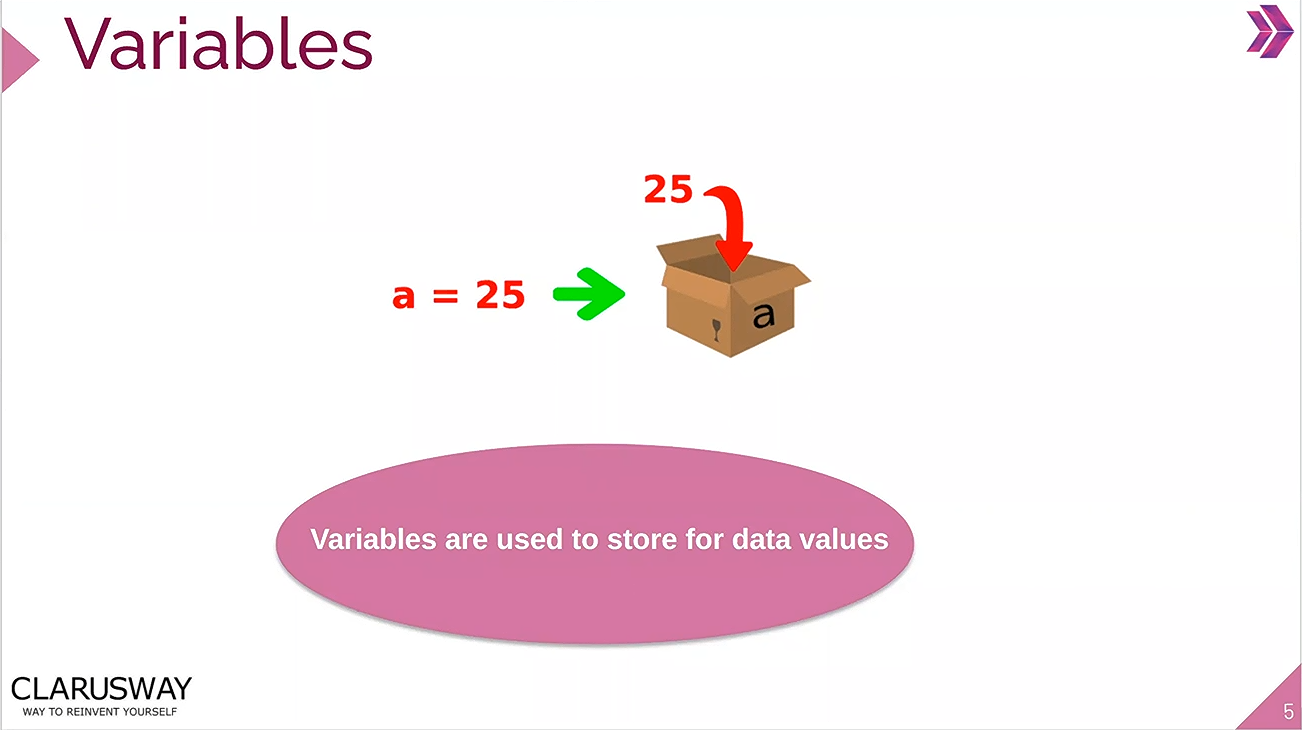 Variables
25
a = 25
a
Variables are used to store for data values
CLARUSWAY
WAY TO REINVENT YOURSELF
5